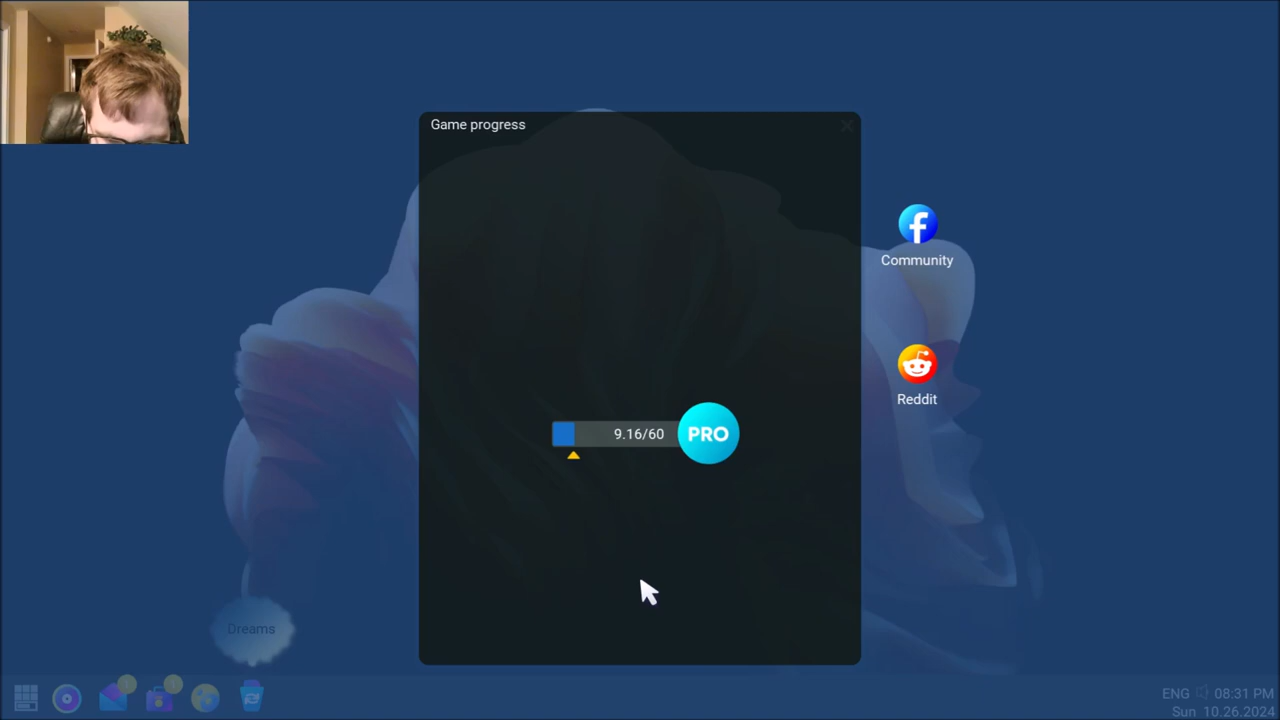 Game progress
Community
Reddit
9.16/60
PRO
Dreams
ENG 08:31 PM
Sun 10.26.2024